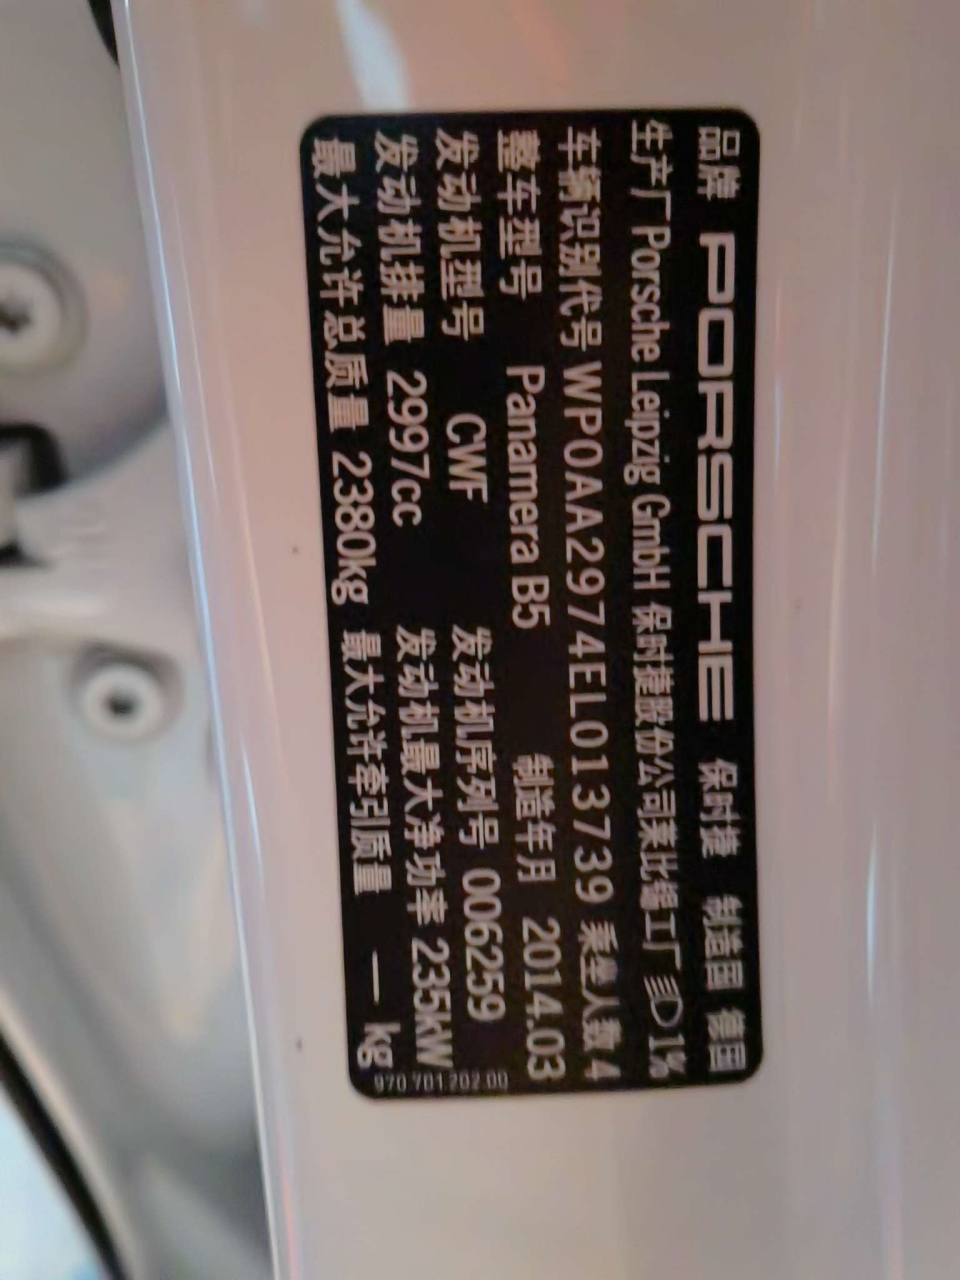 品牌 PORSCHE 保时捷 制造国 德国
生产厂 Porsche Leipzig GmbH 保时捷股份公司莱比锡工厂 1%
车辆识别代号 WP0AA2974EL013739 乘坐人数 4
整车型号 Panamera B5 制造年月 2014.03
发动机型号 CWF 发动机序列号 006259
发动机排量 2997cc 发动机最大净功率 235kW
最大允许总质量 2380kg 最大允许牵引质量 — kg
970 701 202 00